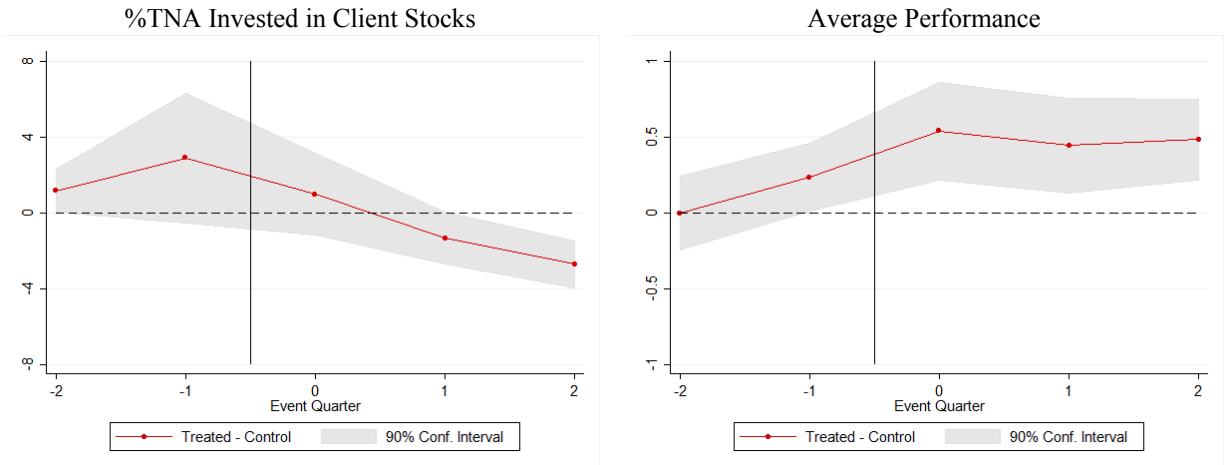 %TNA Invested in Client Stocks
8
4
0
-4
-8
-2 -1 0 1 2
Event Quarter
Treated - Control 90% Conf. Interval
Average Performance
1
0.5
0
-0.5
-1
-2 -1 0 1 2
Event Quarter
Treated - Control 90% Conf. Interval